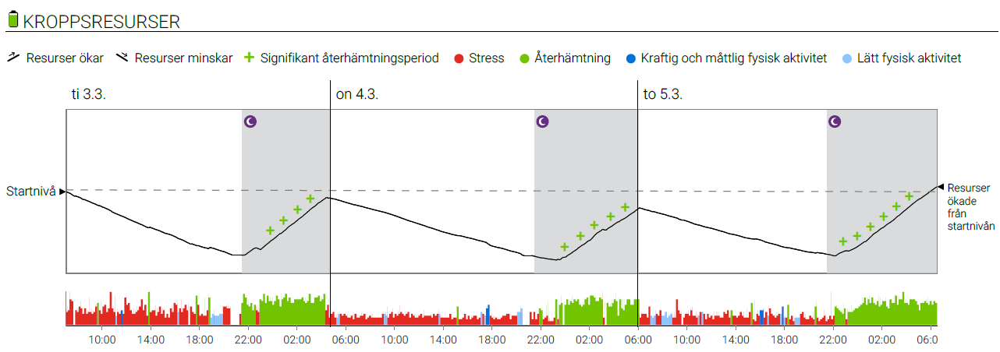 KROPPSRESURSER
Resurser ökar Resurser minskar Signifikant återhämtningsperiod Stress Återhämtning Kraftig och måttlig fysisk aktivitet Lätt fysisk aktivitet
ti 3.3. on 4.3. to 5.3.
Startnivå
Resurser
ökade
från
startnivån
10:00 14:00 18:00 22:00 02:00 06:00 10:00 14:00 18:00 22:00 02:00 06:00 10:00 14:00 18:00 22:00 02:00 06:0